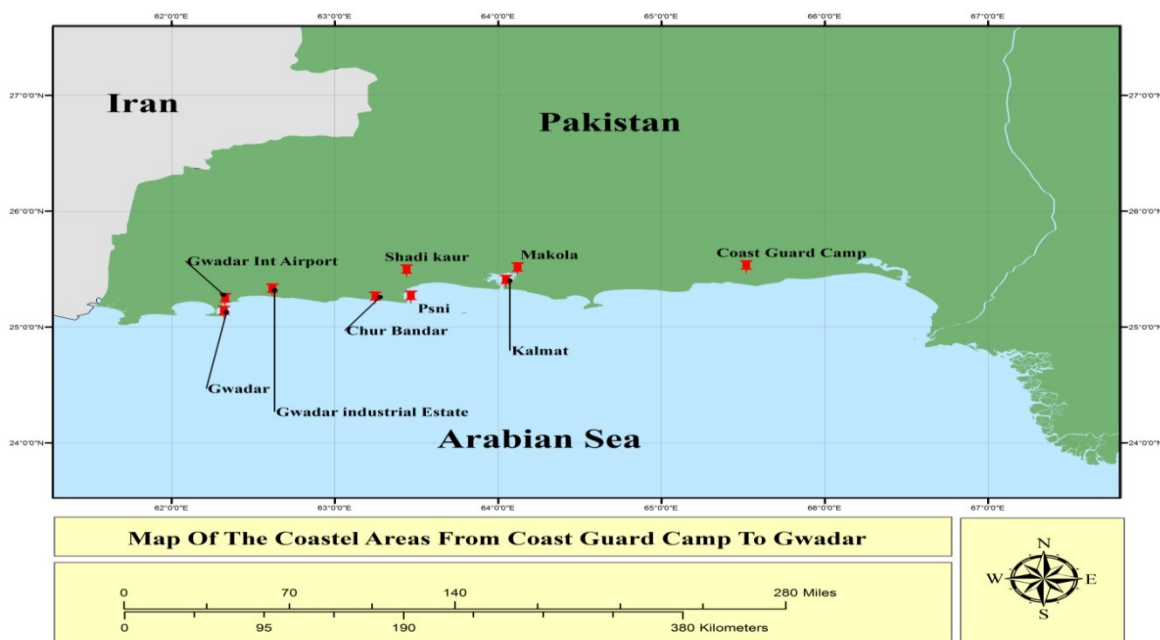 62°0'0"E 63°0'0"E 64°0'0"E 65°0'0"E 66°0'0"E 67°0'0"E
Iran
27°0'0"N 27°0'0"N
Pakistan
26°0'0"N 26°0'0"N
Gwadar Int Airport
Shadi kaur
Makola
Coast Guard Camp
Psni
25°0'0"N 25°0'0"N
Chur Bandar
Kalmat
Gwadar
Gwadar industrial Estate
Arabian Sea
24°0'0"N 24°0'0"N
62°0'0"E 63°0'0"E 64°0'0"E 65°0'0"E 66°0'0"E 67°0'0"E
Map Of The Coastel Areas From Coast Guard Camp To Gwadar
0 70 140 280 Miles
0 95 190 380 Kilometers
N
W E
S